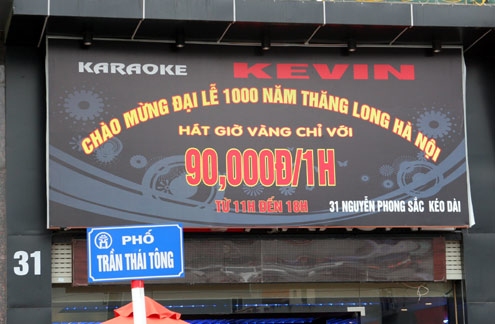 KARAOKE KEVIN
CHÀO MỪNG ĐẠI LỄ 1000 NĂM THĂNG LONG HÀ NỘI
HÁT GIỜ VÀNG CHỈ VỚI
90,000Đ/1H
TỪ 11H ĐẾN 18H
31 NGUYỄN PHONG SẮC KÉO DÀI
31
PHỐ
TRẦN THÁI TÔNG